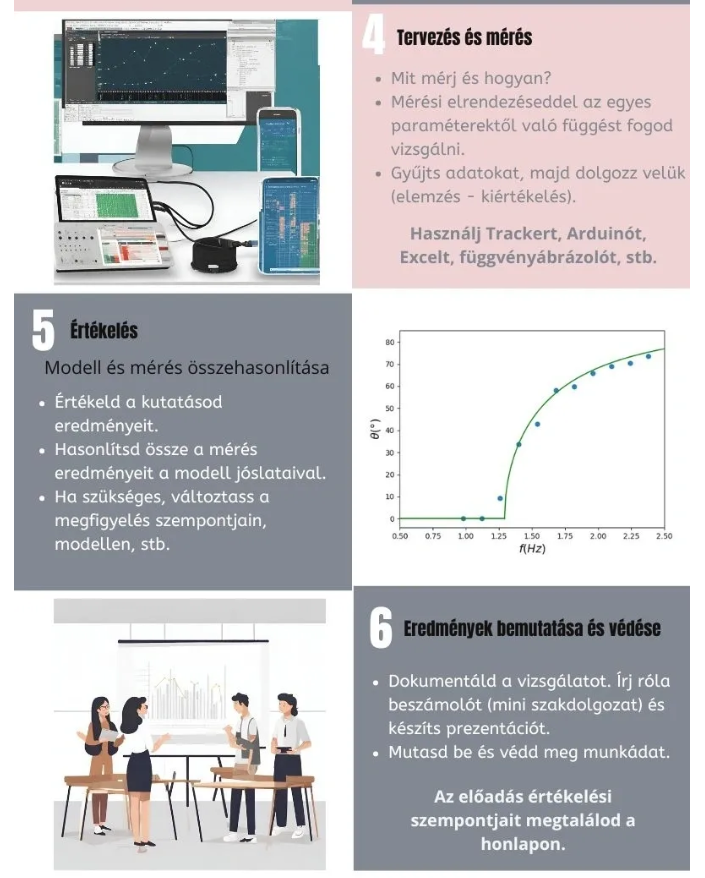 4 Tervezés és mérés
• Mit mérj és hogyan?
• Mérési elrendezéseddel az egyes
paraméterektől való függést fogod
vizsgálni.
• Gyűjts adatokat, majd dolgozz velük
(elemzés - kiértékelés).
Használj Trackert, Arduinót,
Excelt, függvényábrázolót, stb.
5 Értékelés
Modell és mérés összehasonlítása
• Értékeld a kutatásod
eredményeit.
• Hasonlítsd össze a mérés
eredményeit a modell jóslataival.
• Ha szükséges, változtass a
megfigyelés szempontjain,
modellen, stb.
80
70
60
50
40
30
20
10
0
θ(°)
0.50 0.75 1.00 1.25 1.50 1.75 2.00 2.25 2.50
f(Hz)
6 Eredmények bemutatása és védése
• Dokumentáld a vizsgálatot. Írj róla
beszámolót (mini szakdolgozat) és
készíts prezentációt.
• Mutasd be és védd meg munkádat.
Az előadás értékelési
szempontjait megtalálod a
honlapon.